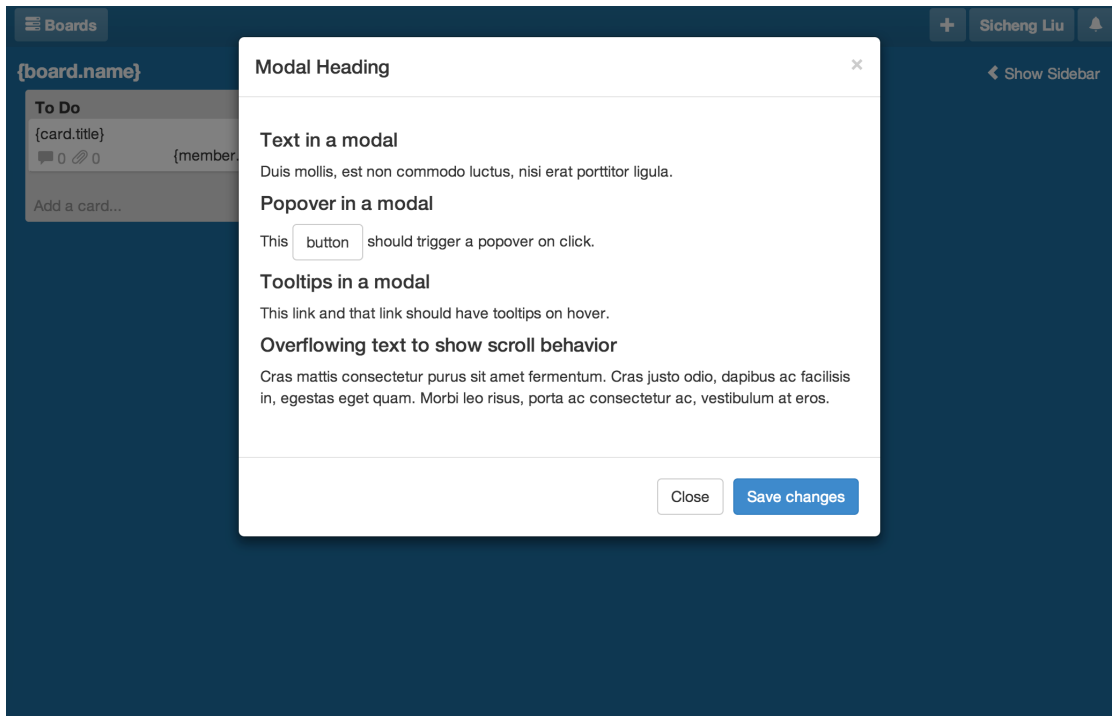 Boards
Sicheng Liu
{board.name}
Show Sidebar
To Do
{card.title}
0 0
{member.
Add a card...
Modal Heading
×
Text in a modal
Duis mollis, est non commodo luctus, nisi erat porttitor ligula.
Popover in a modal
This button should trigger a popover on click.
Tooltips in a modal
This link and that link should have tooltips on hover.
Overflowing text to show scroll behavior
Cras mattis consectetur purus sit amet fermentum. Cras justo odio, dapibus ac facilisis
in, egestas eget quam. Morbi leo risus, porta ac consectetur ac, vestibulum at eros.
Close
Save changes